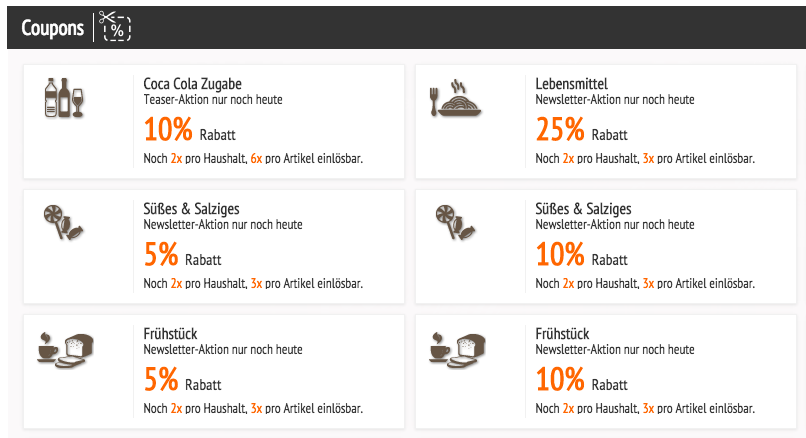 Coupons %
Coca Cola Zugabe
Teaser-Aktion nur noch heute
10% Rabatt
Noch 2x pro Haushalt, 6x pro Artikel einlösbar.
Lebensmittel
Newsletter-Aktion nur noch heute
25% Rabatt
Noch 2x pro Haushalt, 3x pro Artikel einlösbar.
Süßes & Salziges
Newsletter-Aktion nur noch heute
5% Rabatt
Noch 2x pro Haushalt, 3x pro Artikel einlösbar.
Süßes & Salziges
Newsletter-Aktion nur noch heute
10% Rabatt
Noch 2x pro Haushalt, 3x pro Artikel einlösbar.
Frühstück
Newsletter-Aktion nur noch heute
5% Rabatt
Noch 2x pro Haushalt, 3x pro Artikel einlösbar.
Frühstück
Newsletter-Aktion nur noch heute
10% Rabatt
Noch 2x pro Haushalt, 3x pro Artikel einlösbar.